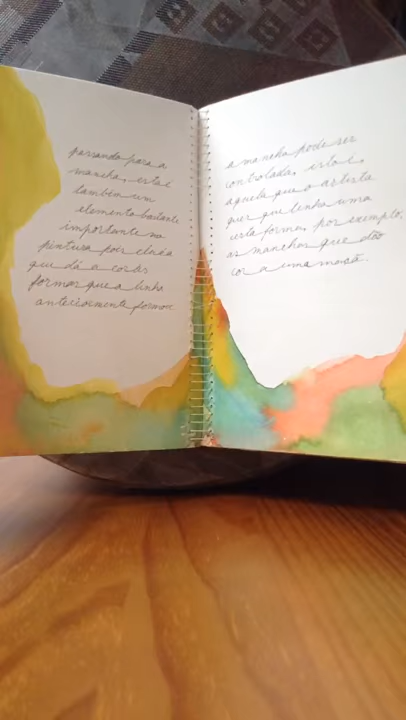 passando para a
mancha, esta é
também um
elemento bastante
importante na
pintura pois é ela
que dá a cor às
formas que a linha
anteriormente formou.
a mancha pode ser
controlada, isto é,
aquela que o artista
quer que tenha uma
certa forma, por exemplo,
as manchas que dão
cor a uma maçã.